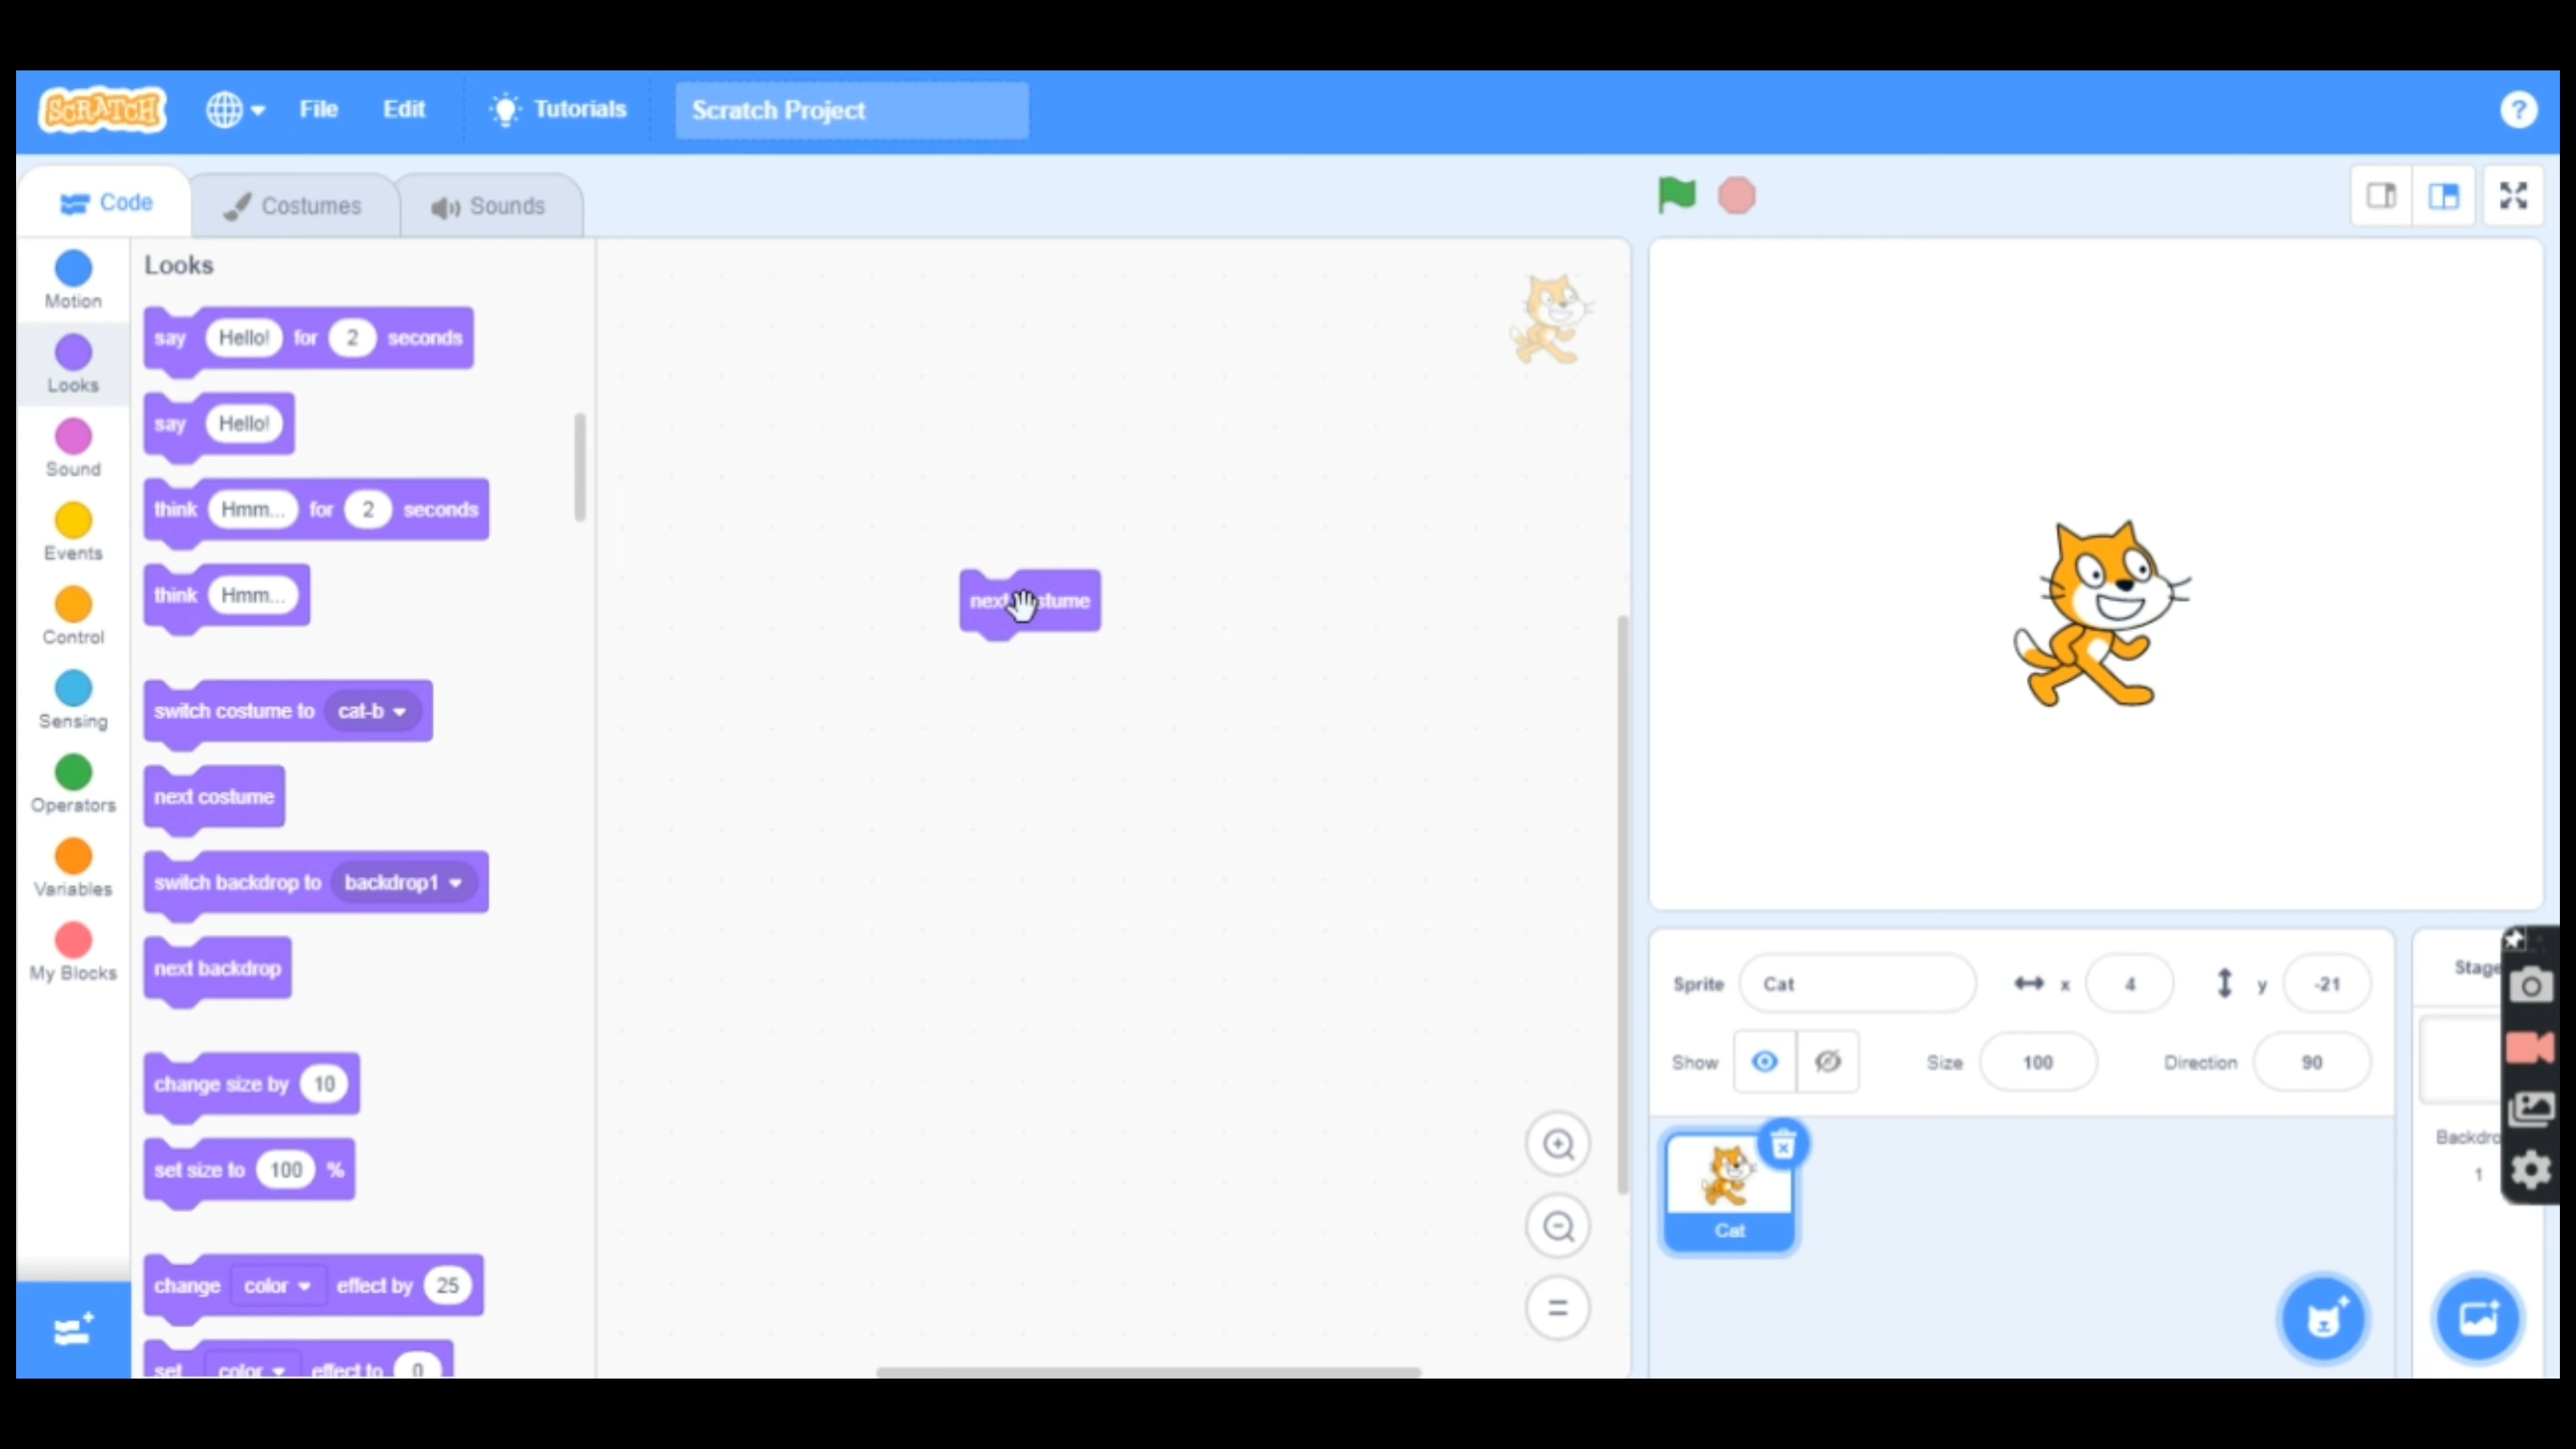 SCRATCH
File
Edit
Tutorials
Scratch Project
?
Code
Costumes
Sounds
Motion
Looks
Sound
Events
Control
Sensing
Operators
Variables
My Blocks
Looks
say Hello! for 2 seconds
say Hello!
think Hmm... for 2 seconds
think Hmm...
switch costume to cat-b
next costume
switch backdrop to backdrop1
next backdrop
change size by 10
set size to 100 %
change color effect by 25
set color effect to 0
next stume
Sprite Cat x 4 y -21
Show Size 100 Direction 90
Cat
Stage
Backdro
1